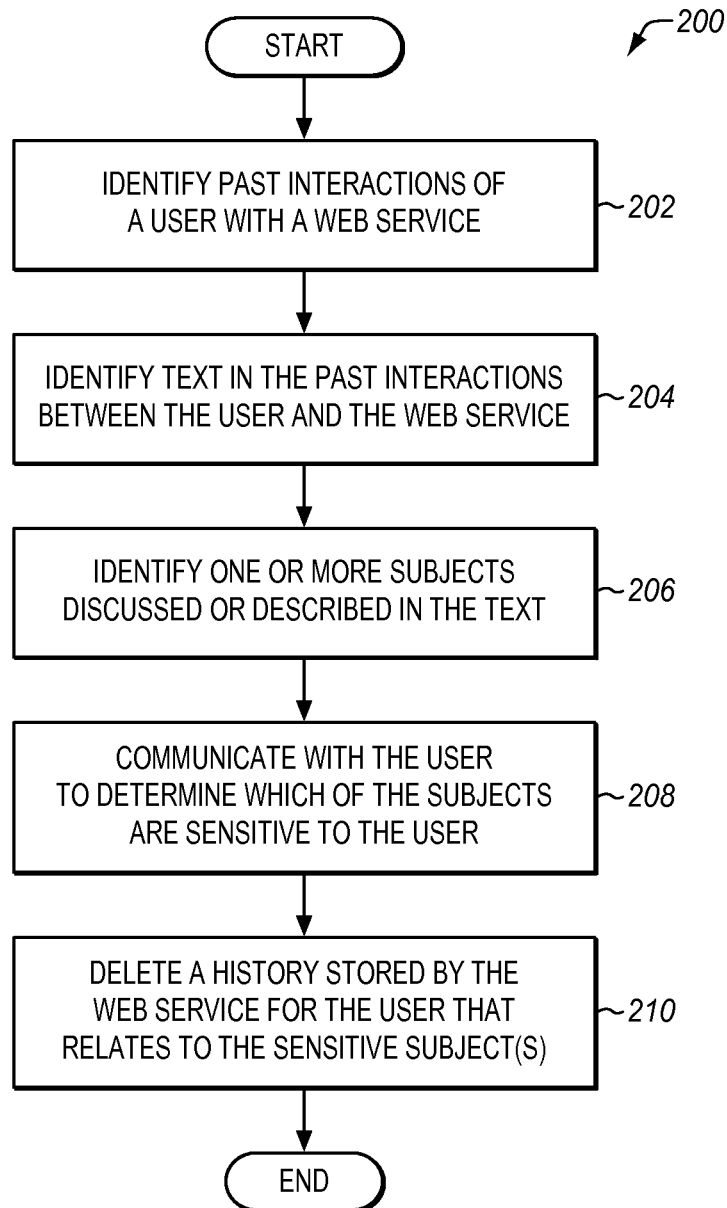 START
200
IDENTIFY PAST INTERACTIONS OF
A USER WITH A WEB SERVICE
202
IDENTIFY TEXT IN THE PAST INTERACTIONS
BETWEEN THE USER AND THE WEB SERVICE
204
IDENTIFY ONE OR MORE SUBJECTS
DISCUSSED OR DESCRIBED IN THE TEXT
206
COMMUNICATE WITH THE USER
TO DETERMINE WHICH OF THE SUBJECTS
ARE SENSITIVE TO THE USER
208
DELETE A HISTORY STORED BY THE
WEB SERVICE FOR THE USER THAT
RELATES TO THE SENSITIVE SUBJECT(S)
210
END